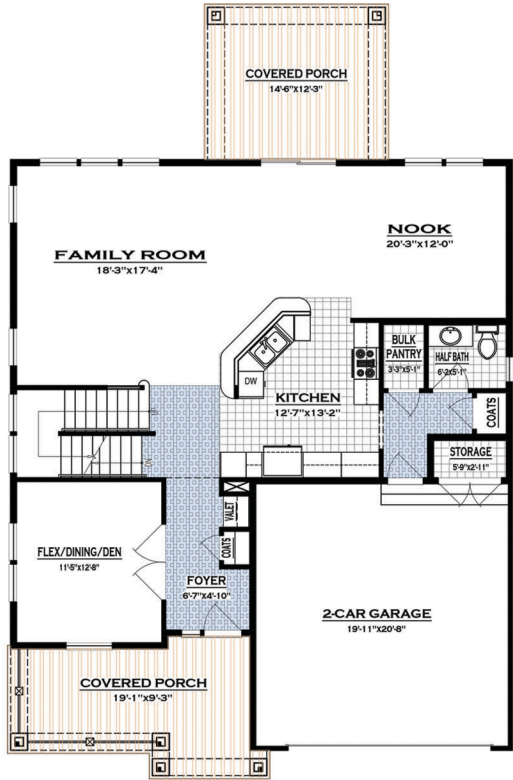 COVERED PORCH
14'-6"X12'-3"
NOOK
20'-3"X12'-0"
FAMILY ROOM
18'-3"X17'-4"
BULK
PANTRY
3'-3"X5'-1"
HALF BATH
6'-2X5'-1"
DW
KITCHEN
12'-7"X13'-2"
COATS
UP
DN
STORAGE
5'-9"X2'-11"
VALET
COATS
FLEX/DINING/DEN
11'-5"X12'-8"
FOYER
6'-7"X4'-10"
2-CAR GARAGE
19'-11"X20'-8"
COVERED PORCH
19'-1"X9'-3"